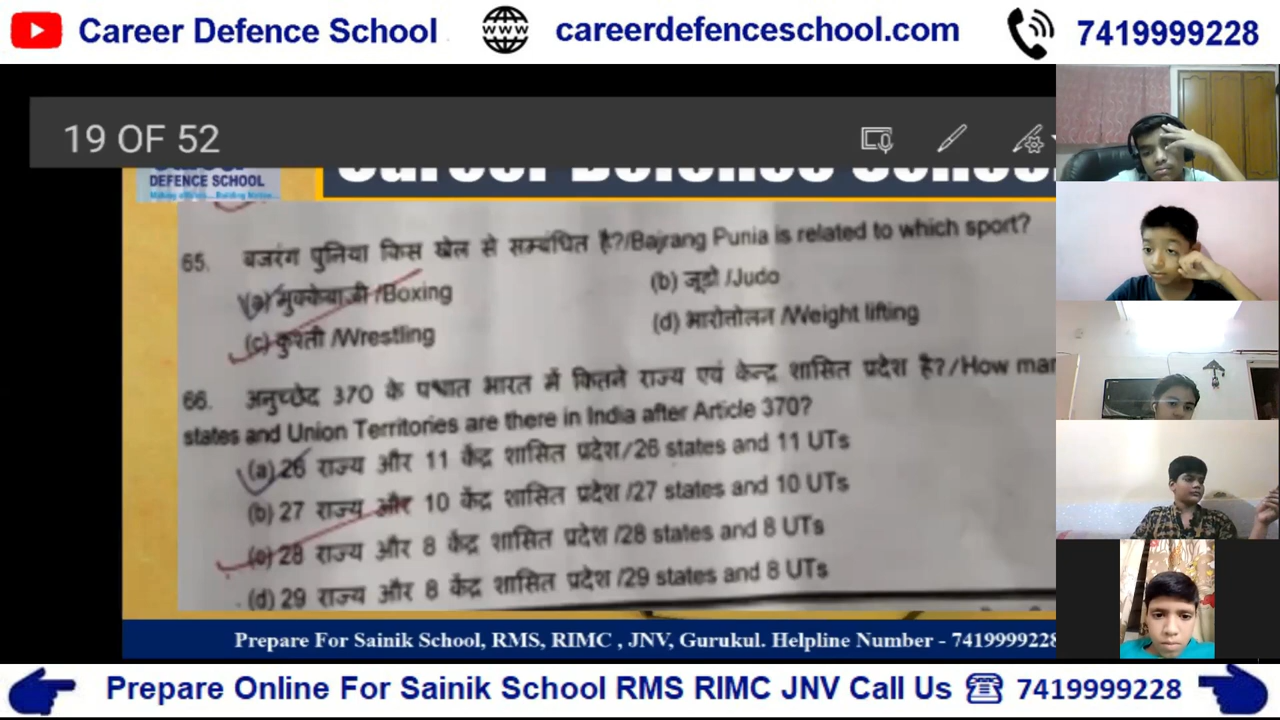 Career Defence School
www
careerdefenceschool.com
7419999228
19 OF 52
DEFENCE SCHOOL
65. बजरंग पुनिया किस खेल से सम्बंधित है?/Bajrang Punia is related to which sport?
(a) मुक्केबाजी /Boxing
(b) जूडो /Judo
(c) कुश्ती /Wrestling
(d) भारोतोलन /Weight lifting
66. अनुच्छेद 370 के पश्चात भारत में कितने राज्य एवं केन्द्र शासित प्रदेश है?/How mar
states and Union Territories are there in India after Article 370?
(a) 26 राज्य और 11 केंद्र शासित प्रदेश/26 states and 11 UTs
(b) 27 राज्य और 10 केंद्र शासित प्रदेश /27 states and 10 UTs
(c) 28 राज्य और 8 केंद्र शासित प्रदेश /28 states and 8 UTs
(d) 29 राज्य और 8 केंद्र शासित प्रदेश /29 states and 8 UTs
Prepare For Sainik School, RMS, RIMC , JNV, Gurukul. Helpline Number - 7419999228
Prepare Online For Sainik School RMS RIMC JNV Call Us 7419999228